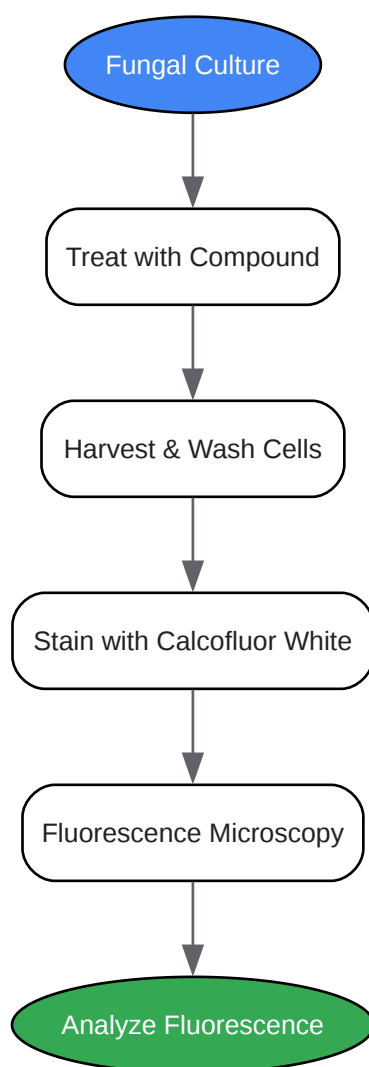 Fungal Culture
Treat with Compound
Harvest & Wash Cells
Stain with Calcofluor White
Fluorescence Microscopy
Analyze Fluorescence